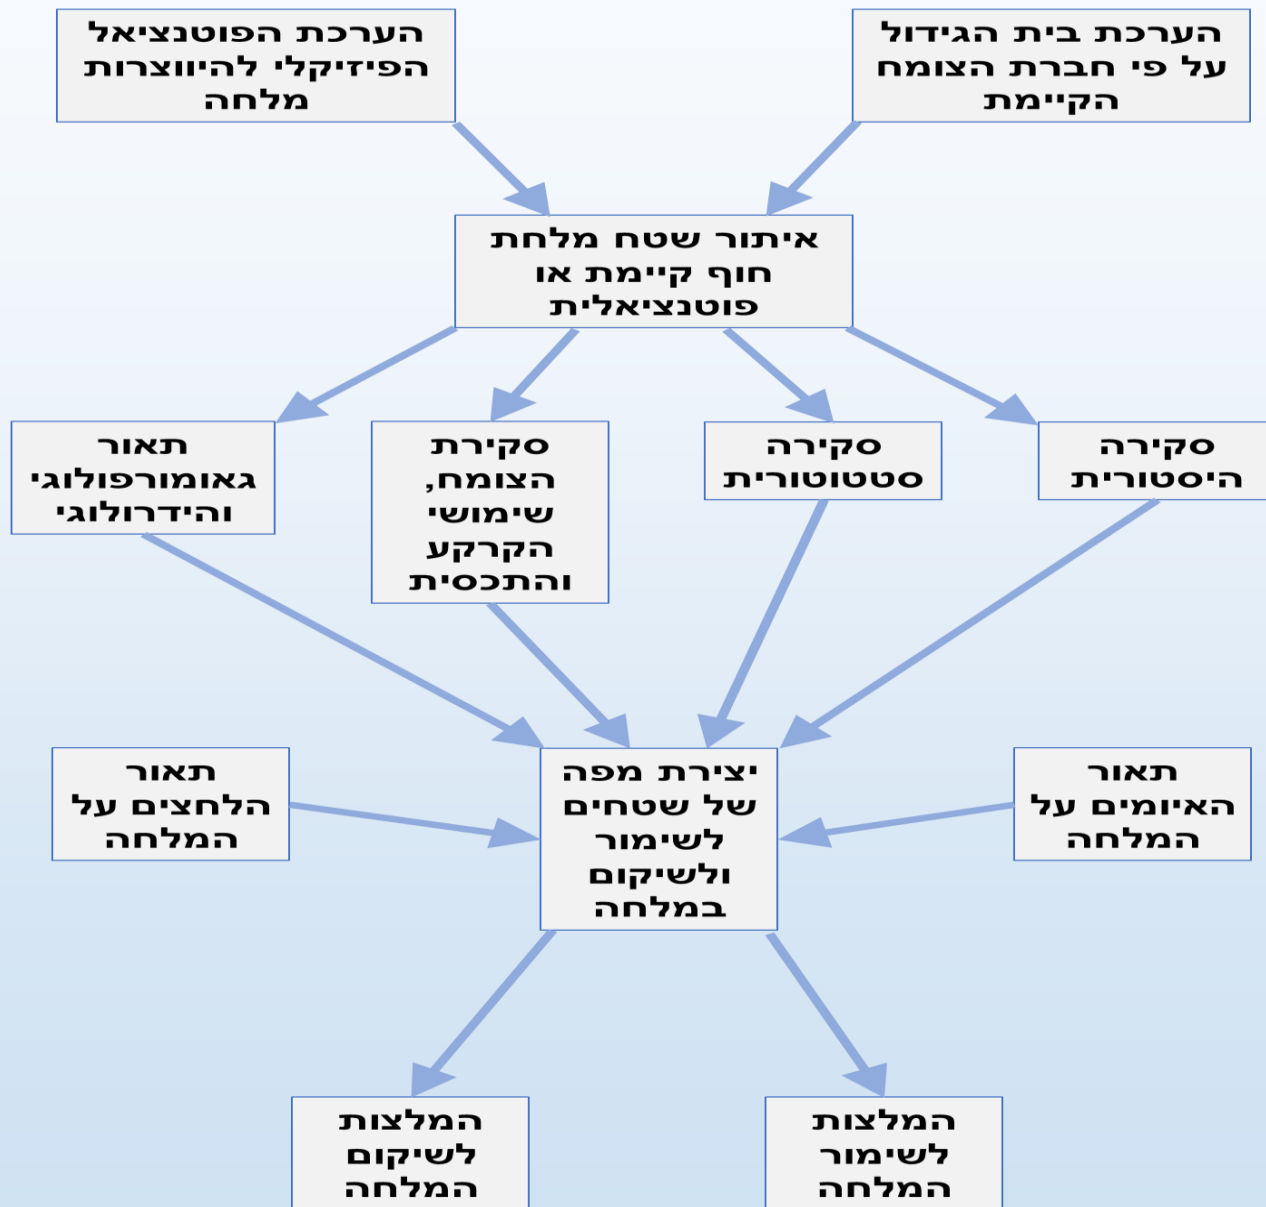 הערכת בית הגידול
על פי חברת הצומח
הקיימת
הערכת הפוטנציאל
הפיזיקלי להיווצרות
מלחה
איתור שטח מלחת
חוף קיימת או
פוטנציאלית
סקירה
היסטורית
סקירה
סטטוטורית
סקירת
הצומח,
שימושי
הקרקע
והתכסית
תאור
גאומורפולוגי
והידרולוגי
תאור
האיומים על
המלחה
יצירת מפה
של שטחים
לשימור
ולשיקום
במלחה
תאור
הלחצים על
המלחה
המלצות
לשימור
המלחה
המלצות
לשיקום
המלחה